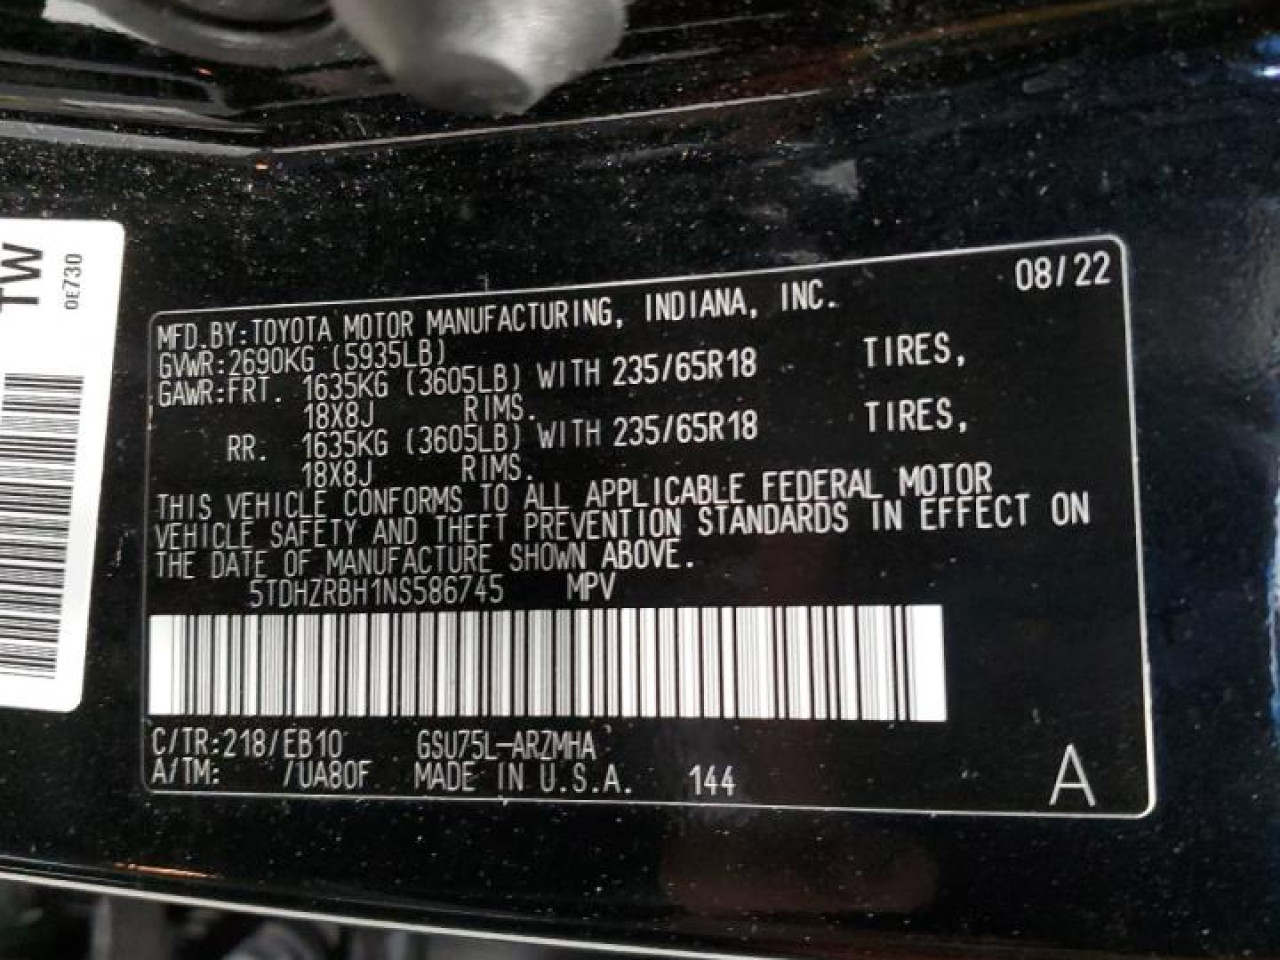 TW
0E730
08/22
MFD.BY:TOYOTA MOTOR MANUFACTURING, INDIANA, INC.
GVWR:2690KG (5935LB)
GAWR:FRT. 1635KG (3605LB) WITH 235/65R18 TIRES,
18X8J RIMS.
RR. 1635KG (3605LB) WITH 235/65R18 TIRES,
18X8J RIMS.
THIS VEHICLE CONFORMS TO ALL APPLICABLE FEDERAL MOTOR
VEHICLE SAFETY AND THEFT PREVENTION STANDARDS IN EFFECT ON
THE DATE OF MANUFACTURE SHOWN ABOVE.
5TDHZRBH1NS586745 MPV
C/TR:218/EB10 GSU75L-ARZMHA
A/TM: /UA80F MADE IN U.S.A. 144 A